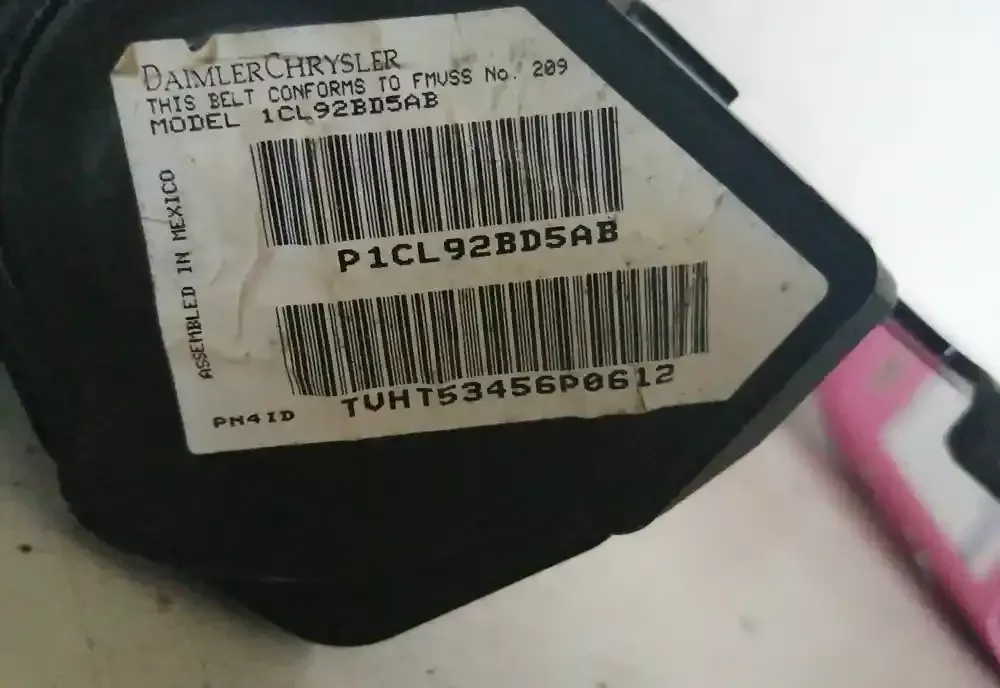 DAIMLERCHRYSLER
THIS BELT CONFORMS TO FMVSS No. 209
MODEL 1CL92BD5AB
ASSEMBLED IN MEXICO
P1CL92BD5AB
TVHT53456P0612
PN4ID